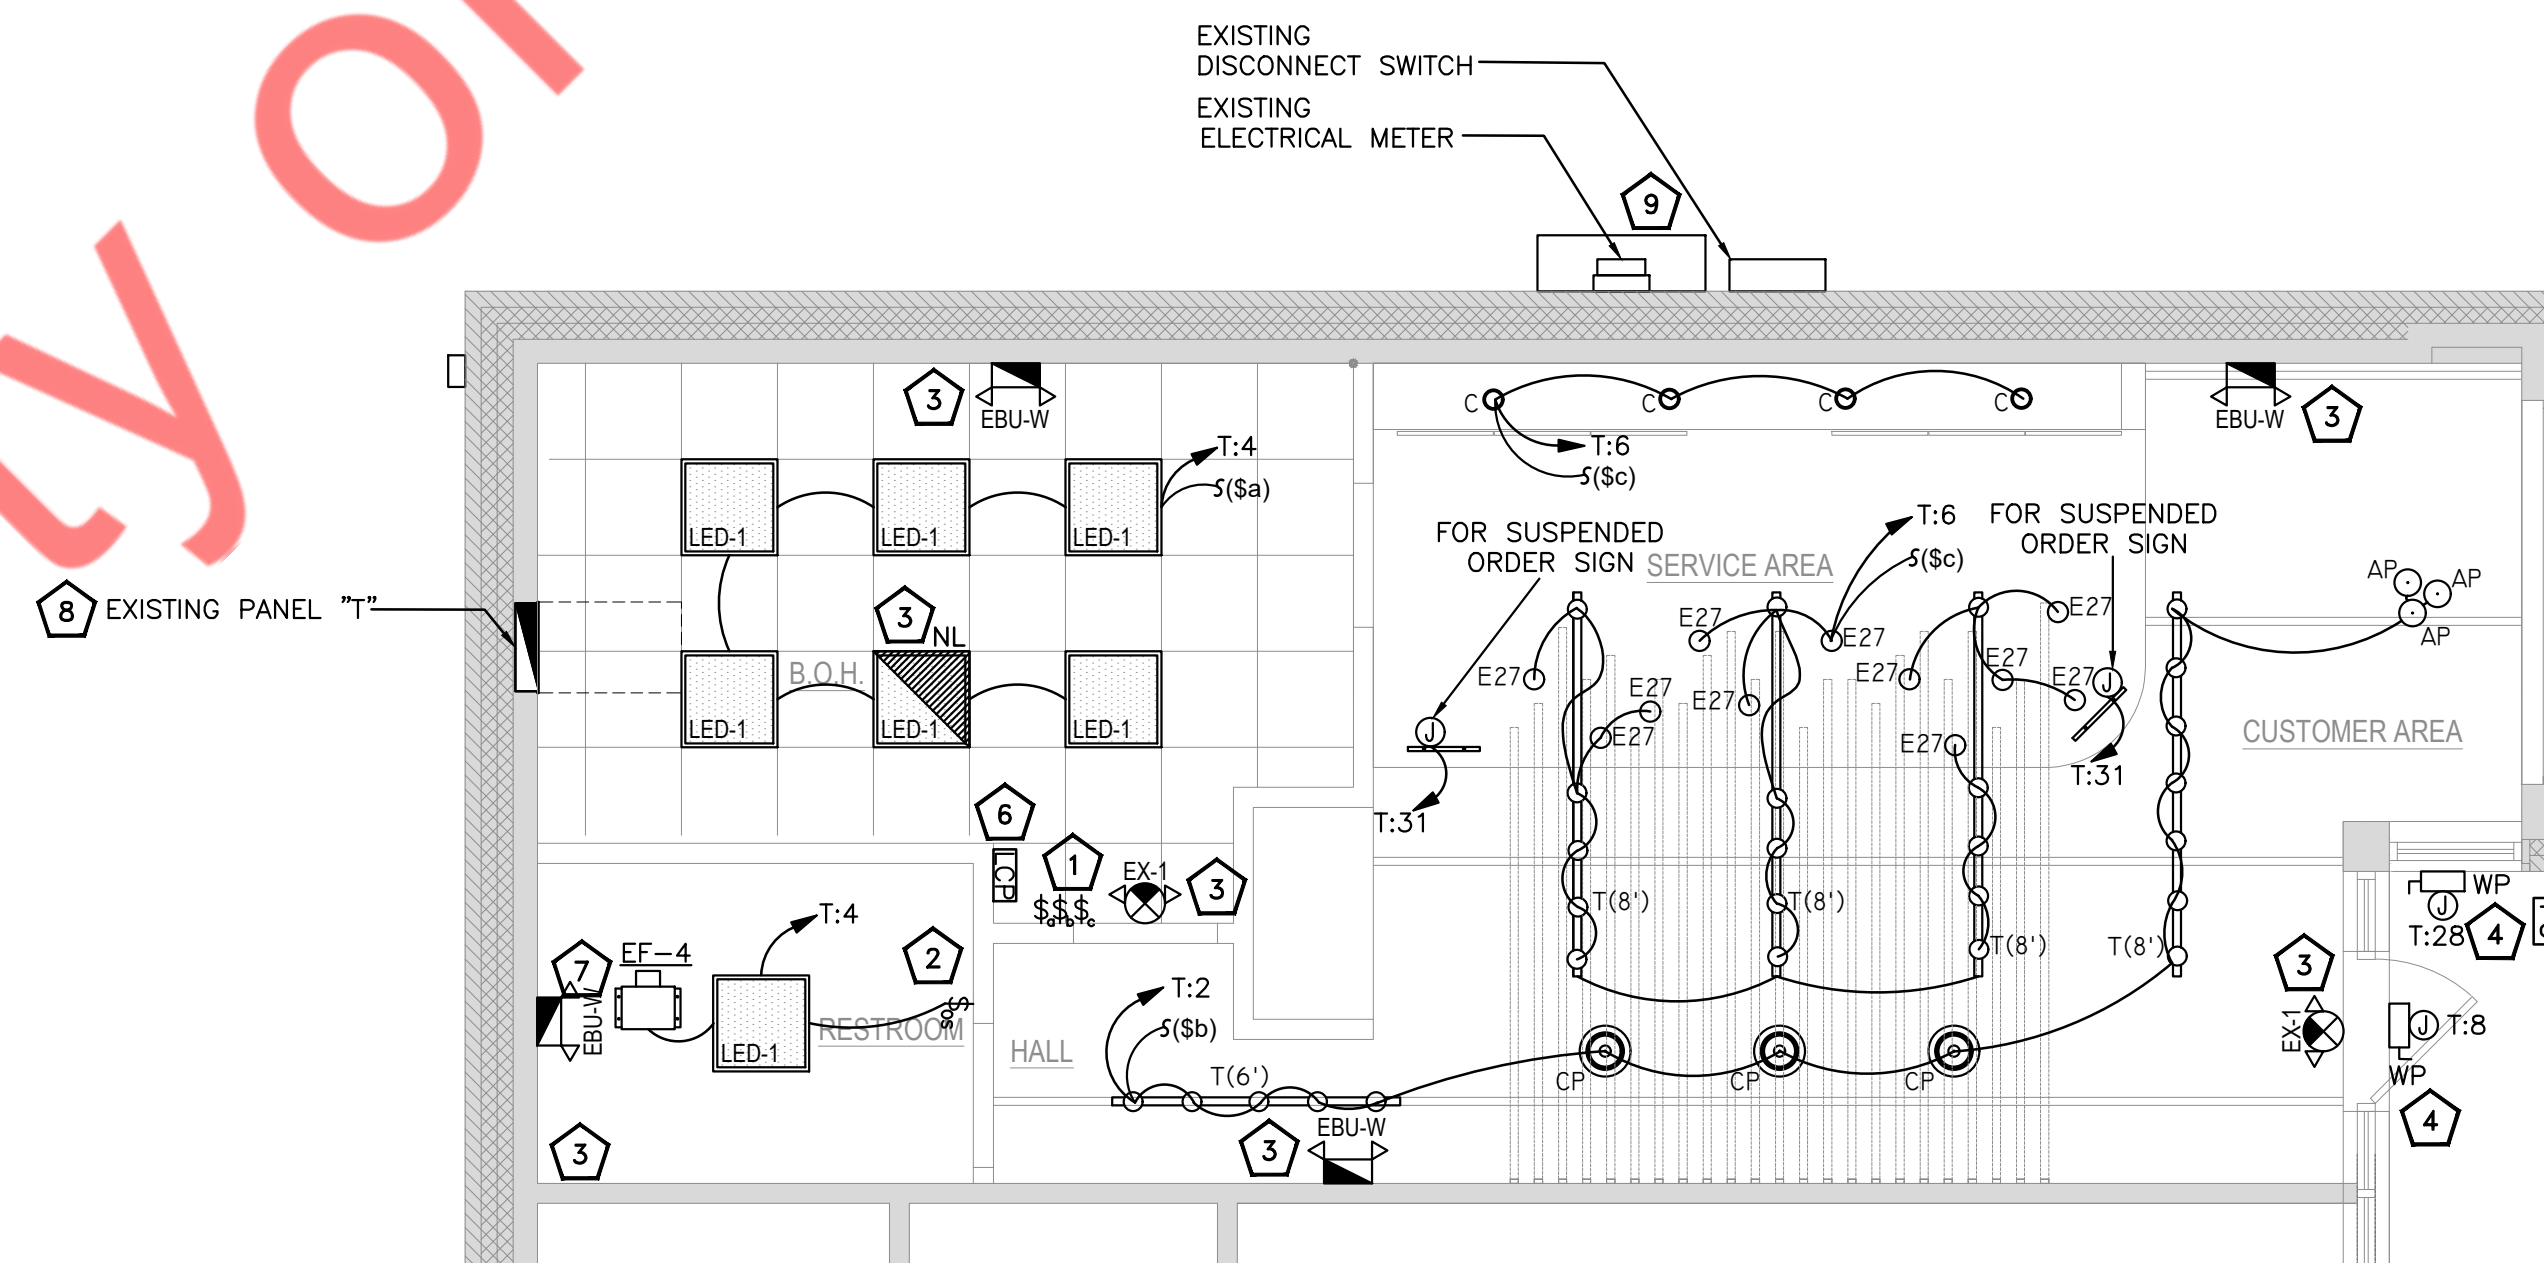 EXISTING
DISCONNECT SWITCH
EXISTING
ELECTRICAL METER
9
3
EBU-W
C
C
C
C
EBU-W
3
T:6
S($c)
T:4
S($a)
LED-1
LED-1
LED-1
FOR SUSPENDED
ORDER SIGN
SERVICE AREA
T:6
S($c)
FOR SUSPENDED
ORDER SIGN
AP
AP
AP
8
EXISTING PANEL "T"
3
NL
B.O.H.
LED-1
LED-1
LED-1
E27
E27
E27
E27
E27
E27
E27
E27
E27
E27
E27
J
J
T:31
T:31
CUSTOMER AREA
6
LCP
1
$a$b$c
EX-1
3
T(8')
T(8')
T(8')
T(8')
WP
J
T:28
4
7
EF-4
EBU-W
T:4
2
$os
LED-1
RESTROOM
HALL
T:2
S($b)
T(6')
CP
CP
CP
3
EX-1
J
T:8
WP
4
3
3
EBU-W
ty or